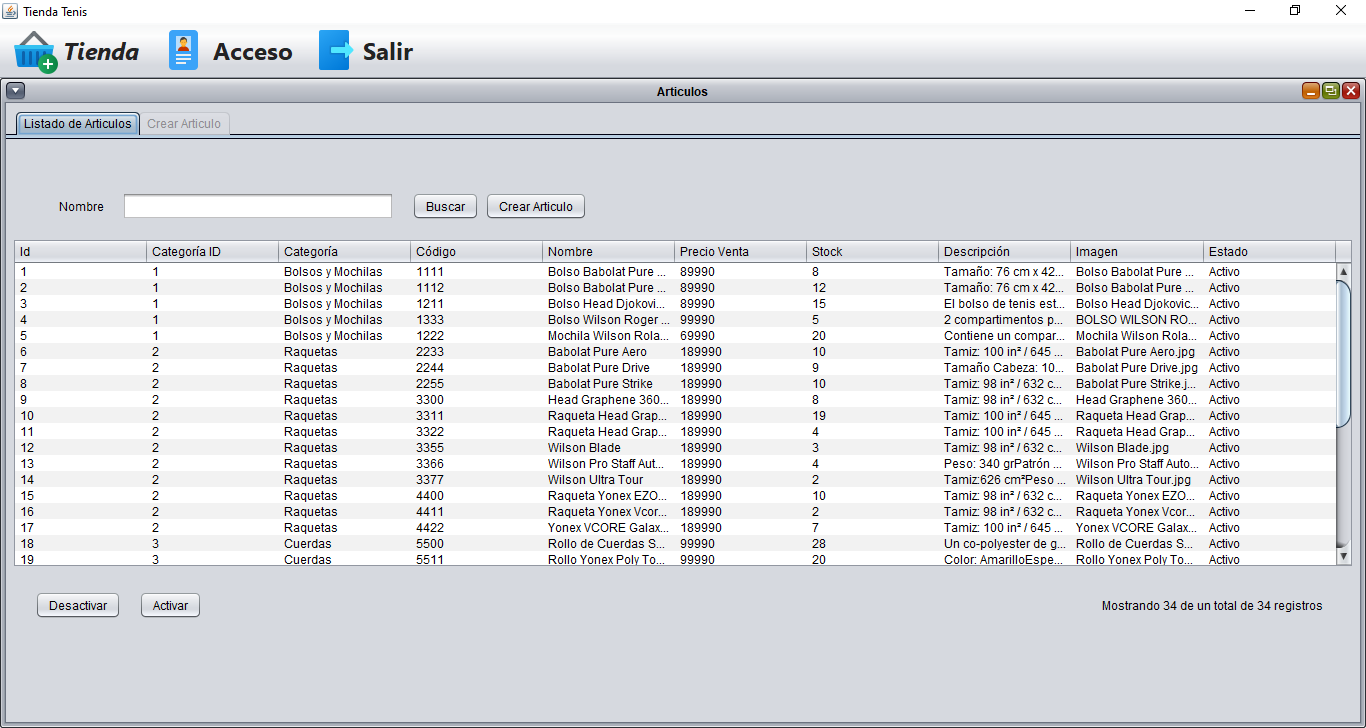 Tienda Tenis
Tienda Acceso Salir
Articulos
Listado de Articulos Crear Articulo
Nombre Buscar Crear Articulo
Id Categoría ID Categoría Código Nombre Precio Venta Stock Descripción Imagen Estado
1 1 Bolsos y Mochilas 1111 Bolso Babolat Pure ... 89990 8 Tamaño: 76 cm x 42... Bolso Babolat Pure ... Activo
2 1 Bolsos y Mochilas 1112 Bolso Babolat Pure ... 89990 12 Tamaño: 76 cm x 42... Bolso Babolat Pure ... Activo
3 1 Bolsos y Mochilas 1211 Bolso Head Djokovi... 89990 15 El bolso de tenis est... Bolso Head Djokovic... Activo
4 1 Bolsos y Mochilas 1333 Bolso Wilson Roger ... 99990 5 2 compartimentos p... BOLSO WILSON RO... Activo
5 1 Bolsos y Mochilas 1222 Mochila Wilson Rola... 69990 20 Contiene un compar... Mochila Wilson Rola... Activo
6 2 Raquetas 2233 Babolat Pure Aero 189990 10 Tamiz: 100 in² / 645 ... Babolat Pure Aero.jpg Activo
7 2 Raquetas 2244 Babolat Pure Drive 189990 9 Tamaño Cabeza: 10... Babolat Pure Drive.jpg Activo
8 2 Raquetas 2255 Babolat Pure Strike 189990 10 Tamiz: 98 in² / 632 c... Babolat Pure Strike.j... Activo
9 2 Raquetas 3300 Head Graphene 360... 189990 8 Tamiz: 98 in² / 632 c... Head Graphene 360... Activo
10 2 Raquetas 3311 Raqueta Head Grap... 189990 19 Tamiz: 100 in² / 645 ... Raqueta Head Grap... Activo
11 2 Raquetas 3322 Raqueta Head Grap... 189990 4 Tamiz: 100 in² / 645 ... Raqueta Head Grap... Activo
12 2 Raquetas 3355 Wilson Blade 189990 3 Tamiz: 98 in² / 632 c... Wilson Blade.jpg Activo
13 2 Raquetas 3366 Wilson Pro Staff Aut... 189990 4 Peso: 340 grPatrón ... Wilson Pro Staff Auto... Activo
14 2 Raquetas 3377 Wilson Ultra Tour 189990 2 Tamiz:626 cm²Peso ... Wilson Ultra Tour.jpg Activo
15 2 Raquetas 4400 Raqueta Yonex EZO... 189990 10 Tamiz: 98 in² / 632 c... Raqueta Yonex EZO... Activo
16 2 Raquetas 4411 Raqueta Yonex Vcor... 189990 2 Tamiz: 98 in² / 632 c... Raqueta Yonex Vcor... Activo
17 2 Raquetas 4422 Yonex VCORE Galax... 189990 7 Tamiz: 100 in² / 645 ... Yonex VCORE Galax... Activo
18 3 Cuerdas 5500 Rollo de Cuerdas S... 99990 28 Un co-polyester de g... Rollo de Cuerdas S... Activo
19 3 Cuerdas 5511 Rollo Yonex Poly To... 99990 20 Color: AmarilloEspe... Rollo Yonex Poly To... Activo
Desactivar Activar Mostrando 34 de un total de 34 registros